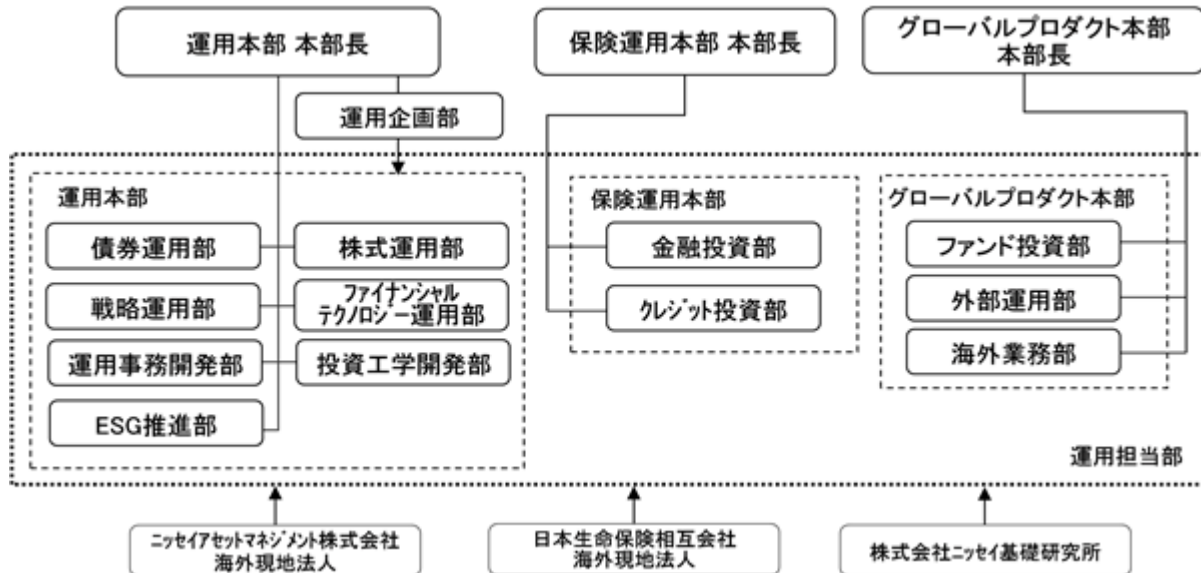 運用本部 本部長
保険運用本部 本部長
グローバルプロダクト本部
本部長
運用企画部
運用本部
債券運用部
株式運用部
戦略運用部
ファイナンシャル
テクノロジー運用部
運用事務開発部
投資工学開発部
ESG推進部
保険運用本部
金融投資部
クレジット投資部
グローバルプロダクト本部
ファンド投資部
外部運用部
海外業務部
運用担当部
ニッセイアセットマネジメント株式会社
海外現地法人
日本生命保険相互会社
海外現地法人
株式会社ニッセイ基礎研究所